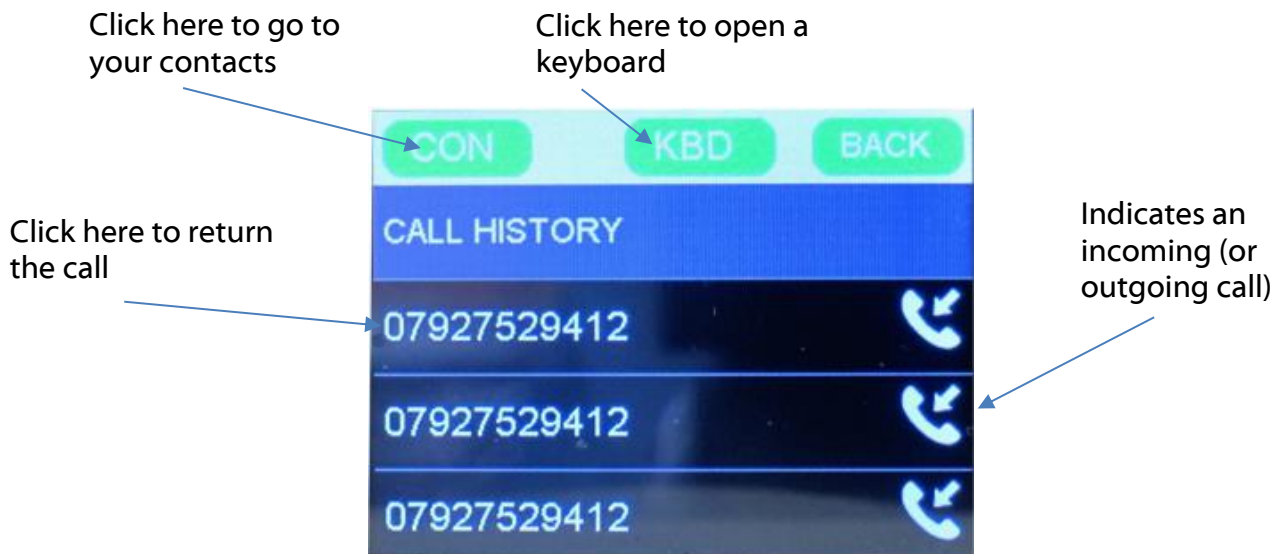 Click here to go to
your contacts
Click here to open a
keyboard
CON
KBD
BACK
CALL HISTORY
Click here to return
the call
Indicates an
incoming (or
outgoing call)
07927529412
07927529412
07927529412